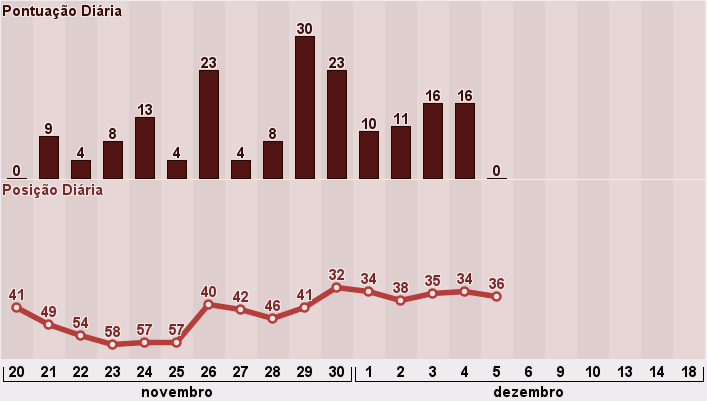 Pontuação Diária
0 9 4 8 13 4 23 4 8 30 23 10 11 16 16 0
Posição Diária
41 49 54 58 57 57 40 42 46 41 32 34 38 35 34 36
20 21 22 23 24 25 26 27 28 29 30 1 2 3 4 5 6 9 10 13 14 18
novembro dezembro